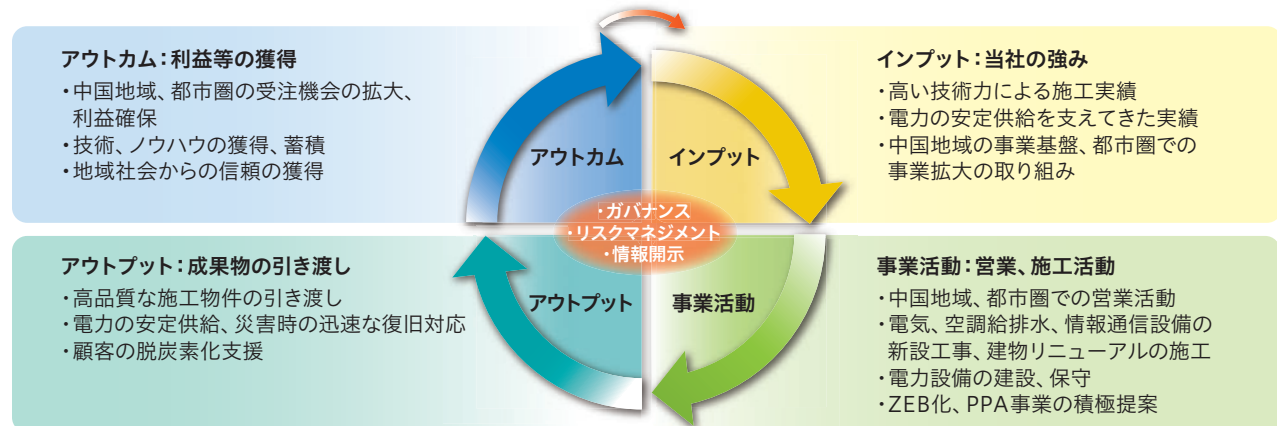 アウトカム：利益等の獲得
・中国地域、都市圏の受注機会の拡大、
利益確保
・技術、ノウハウの獲得、蓄積
・地域社会からの信頼の獲得
インプット：当社の強み
・高い技術力による施工実績
・電力の安定供給を支えてきた実績
・中国地域の事業基盤、都市圏での
事業拡大の取り組み
アウトカム
インプット
・ガバナンス
・リスクマネジメント
・情報開示
アウトプット
事業活動
アウトプット：成果物の引き渡し
・高品質な施工物件の引き渡し
・電力の安定供給、災害時の迅速な復旧対応
・顧客の脱炭素化支援
事業活動：営業、施工活動
・中国地域、都市圏での営業活動
・電気、空調給排水、情報通信設備の
新設工事、建物リニューアルの施工
・電力設備の建設、保守
・ZEB化、PPA事業の積極提案